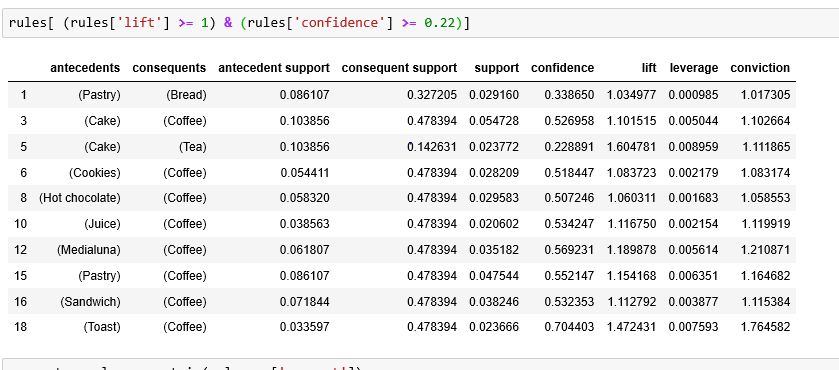 rules[ (rules['lift'] >= 1) & (rules['confidence'] >= 0.22)]
antecedents consequents antecedent support consequent support support confidence lift leverage conviction
1 (Pastry) (Bread) 0.086107 0.327205 0.029160 0.338650 1.034977 0.000985 1.017305
3 (Cake) (Coffee) 0.103856 0.478394 0.054728 0.526958 1.101515 0.005044 1.102664
5 (Cake) (Tea) 0.103856 0.142631 0.023772 0.228891 1.604781 0.008959 1.111865
6 (Cookies) (Coffee) 0.054411 0.478394 0.028209 0.518447 1.083723 0.002179 1.083174
8 (Hot chocolate) (Coffee) 0.058320 0.478394 0.029583 0.507246 1.060311 0.001683 1.058553
10 (Juice) (Coffee) 0.038563 0.478394 0.020602 0.534247 1.116750 0.002154 1.119919
12 (Medialuna) (Coffee) 0.061807 0.478394 0.035182 0.569231 1.189878 0.005614 1.210871
15 (Pastry) (Coffee) 0.086107 0.478394 0.047544 0.552147 1.154168 0.006351 1.164682
16 (Sandwich) (Coffee) 0.071844 0.478394 0.038246 0.532353 1.112792 0.003877 1.115384
18 (Toast) (Coffee) 0.033597 0.478394 0.023666 0.704403 1.472431 0.007593 1.764582